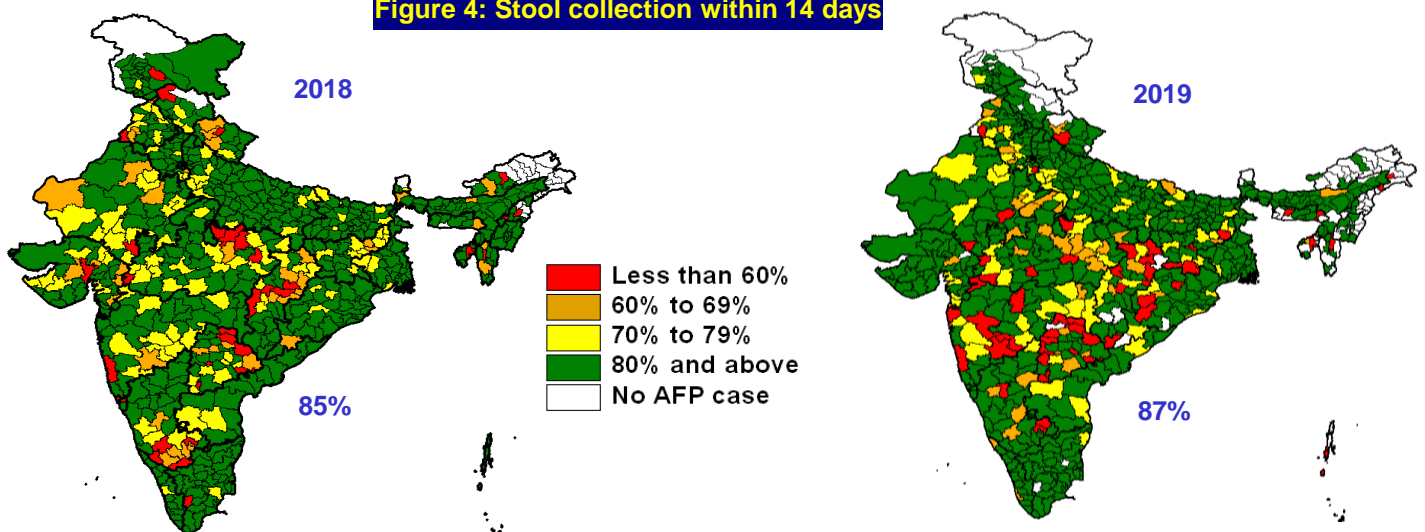 Figure 4: Stool collection within 14 days
2018
2019
Less than 60%
60% to 69%
70% to 79%
80% and above
No AFP case
85%
87%